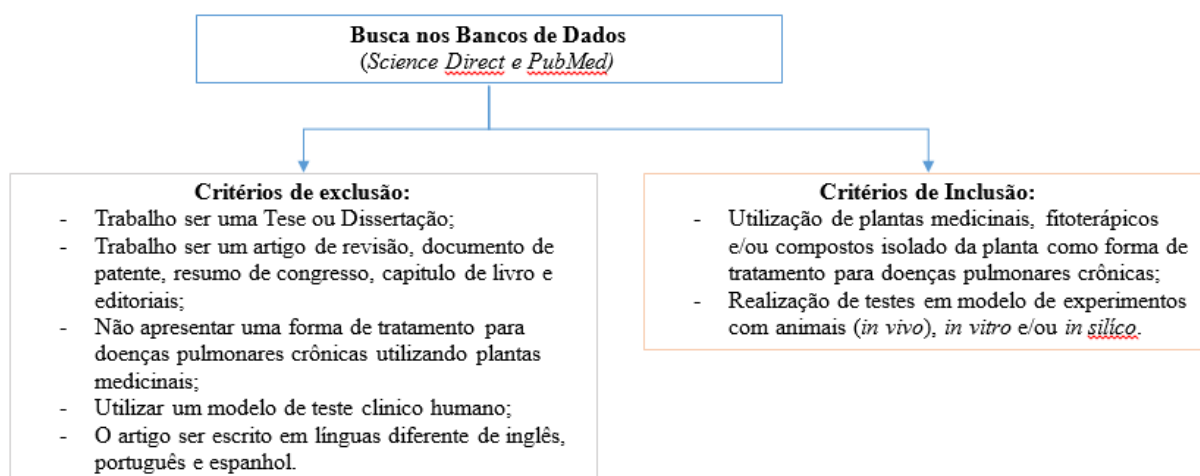 Busca nos Bancos de Dados
(Science Direct e PubMed)
Critérios de exclusão:
- Trabalho ser uma Tese ou Dissertação;
- Trabalho ser um artigo de revisão, documento de
patente, resumo de congresso, capitulo de livro e
editoriais;
- Não apresentar uma forma de tratamento para
doenças pulmonares crônicas utilizando plantas
medicinais;
- Utilizar um modelo de teste clinico humano;
- O artigo ser escrito em línguas diferente de inglês,
português e espanhol.
Critérios de Inclusão:
- Utilização de plantas medicinais, fitoterápicos
e/ou compostos isolado da planta como forma de
tratamento para doenças pulmonares crônicas;
- Realização de testes em modelo de experimentos
com animais (in vivo), in vitro e/ou in silíco.